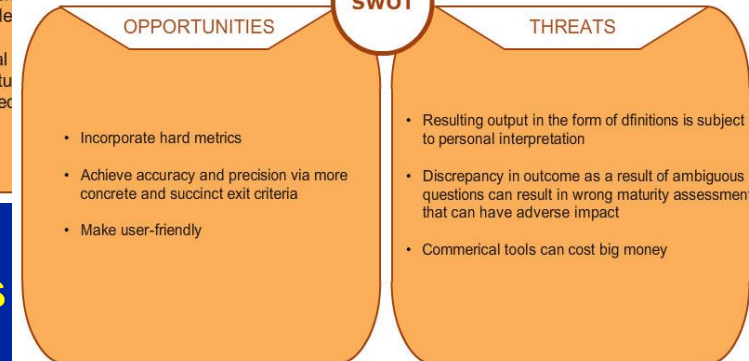 SWOT
OPPORTUNITIES
• Incorporate hard metrics
• Achieve accuracy and precision via more
concrete and succinct exit criteria
• Make user-friendly
THREATS
• Resulting output in the form of dfinitions is subject
to personal interpretation
• Discrepancy in outcome as a result of ambiguous
questions can result in wrong maturity assessment
that can have adverse impact
• Commerical tools can cost big money